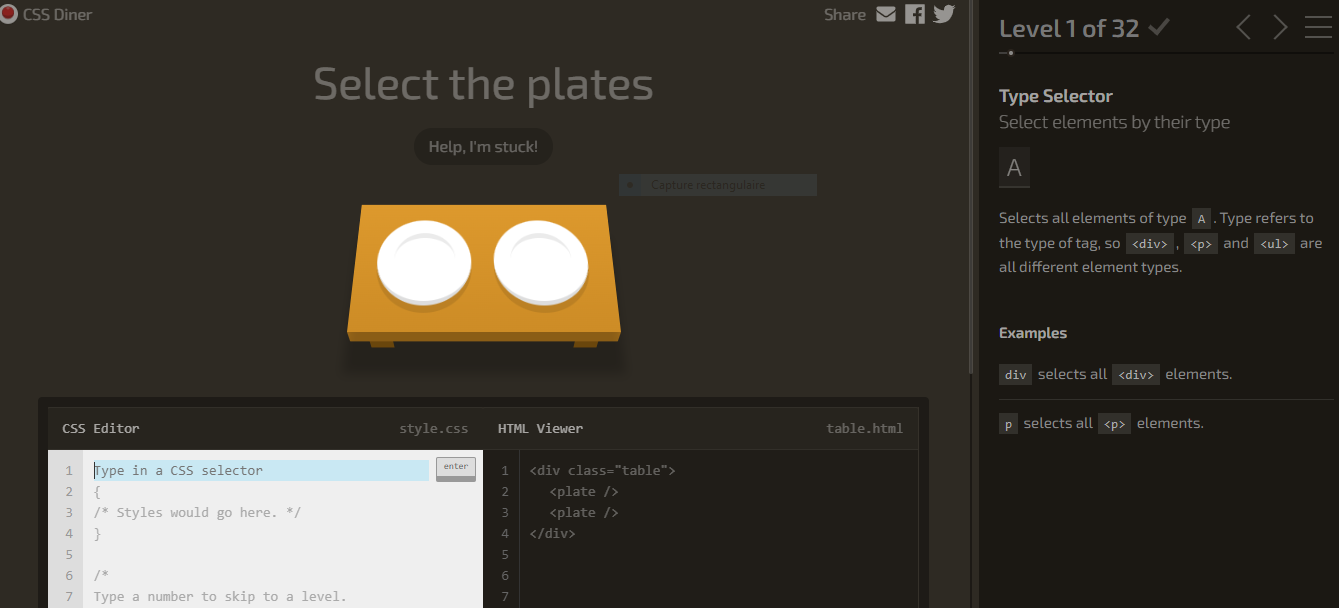 CSS Diner
Share
Select the plates
Help, I'm stuck!
Capture rectangulaire
CSS Editor
style.css
1 Type in a CSS selector
enter
2 {
3 /* Styles would go here. */
4 }
5
6 /*
7 Type a number to skip to a level.
HTML Viewer
table.html
1 <div class="table">
2 <plate />
3 <plate />
4 </div>
5
6
7
Level 1 of 32
Type Selector
Select elements by their type
A
Selects all elements of type A . Type refers to
the type of tag, so <div> , <p> and <ul> are
all different element types.
Examples
div selects all <div> elements.
p selects all <p> elements.